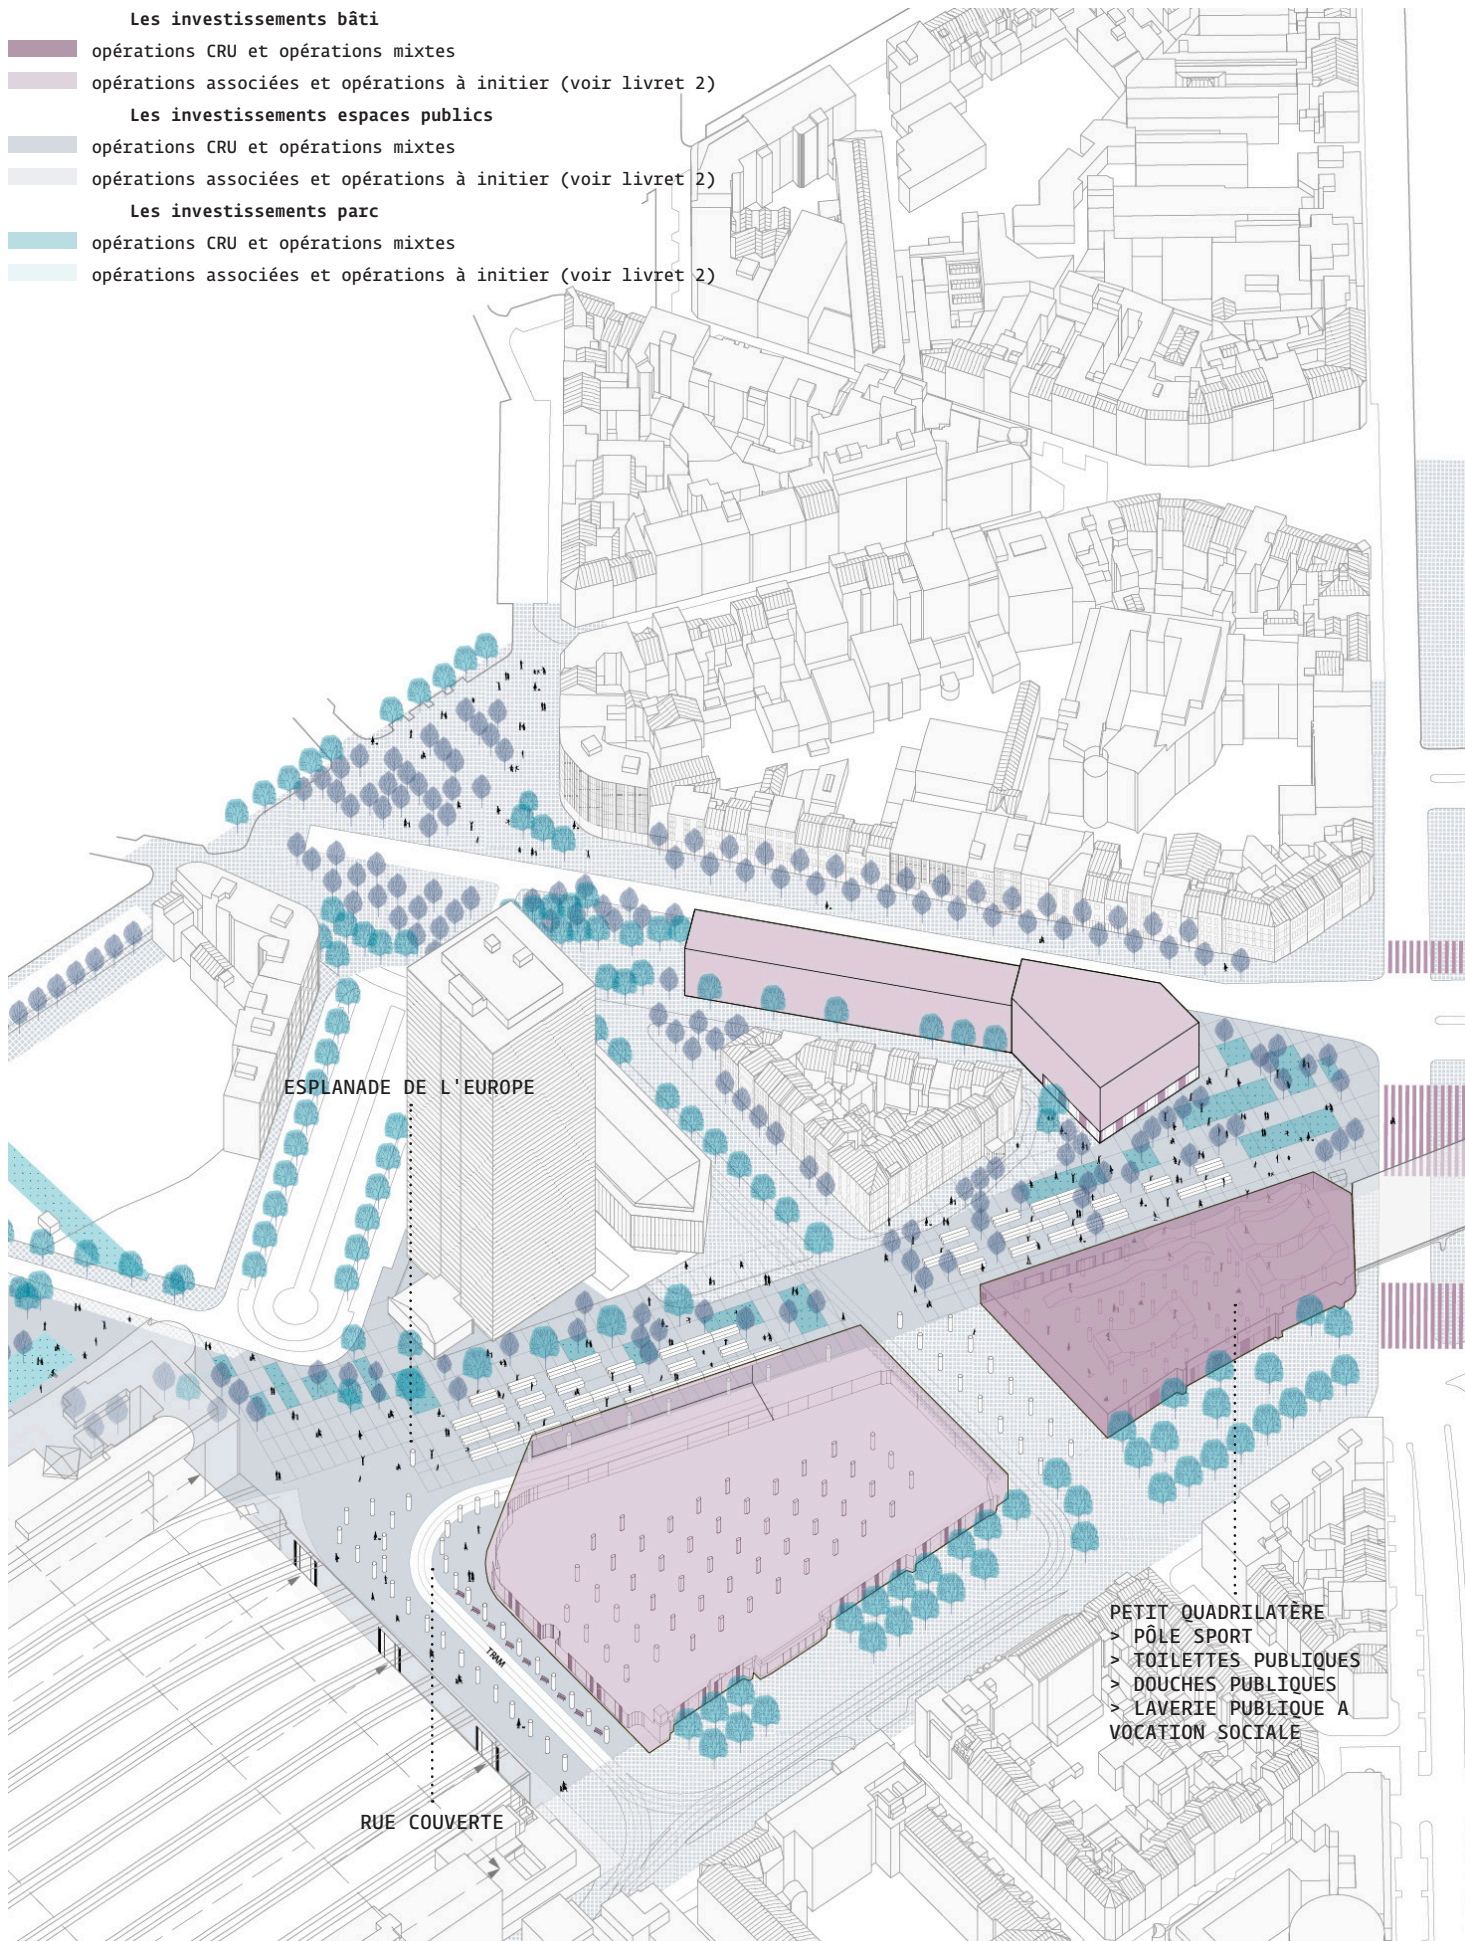 Les investissements bâti
opérations CRU et opérations mixtes
opérations associées et opérations à initier (voir livret 2)
Les investissements espaces publics
opérations CRU et opérations mixtes
opérations associées et opérations à initier (voir livret 2)
Les investissements parc
opérations CRU et opérations mixtes
opérations associées et opérations à initier (voir livret 2)
ESPLANADE DE L'EUROPE
TRAM
PETIT QUADRILATÈRE
> PÔLE SPORT
> TOILETTES PUBLIQUES
> DOUCHES PUBLIQUES
> LAVERIE PUBLIQUE A
VOCATION SOCIALE
RUE COUVERTE